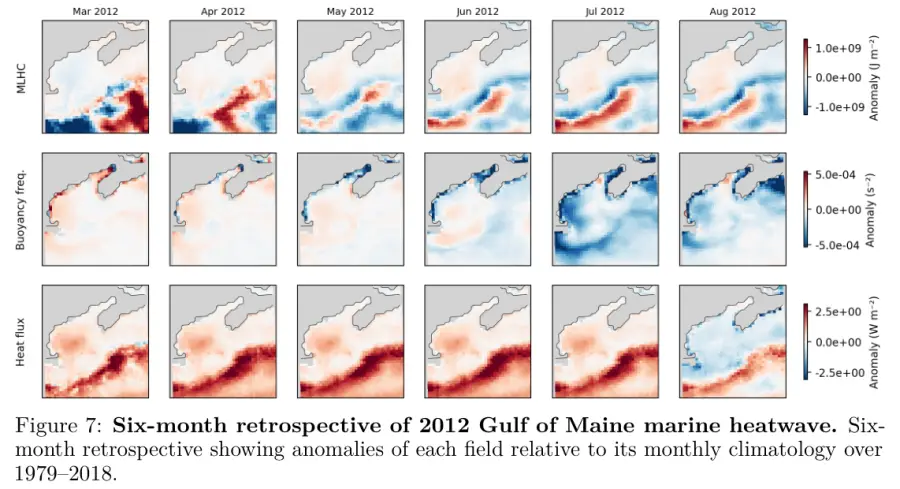 Mar 2012 Apr 2012 May 2012 Jun 2012 Jul 2012 Aug 2012
MLHC
1.0e+09
0.0e+00
-1.0e+09
Anomaly (J m⁻²)
Buoyancy freq.
5.0e-04
0.0e+00
-5.0e-04
Anomaly (s⁻²)
Heat flux
2.5e+00
0.0e+00
-2.5e+00
Anomaly (W m⁻²)
Figure 7: Six-month retrospective of 2012 Gulf of Maine marine heatwave. Six-
month retrospective showing anomalies of each field relative to its monthly climatology over
1979–2018.